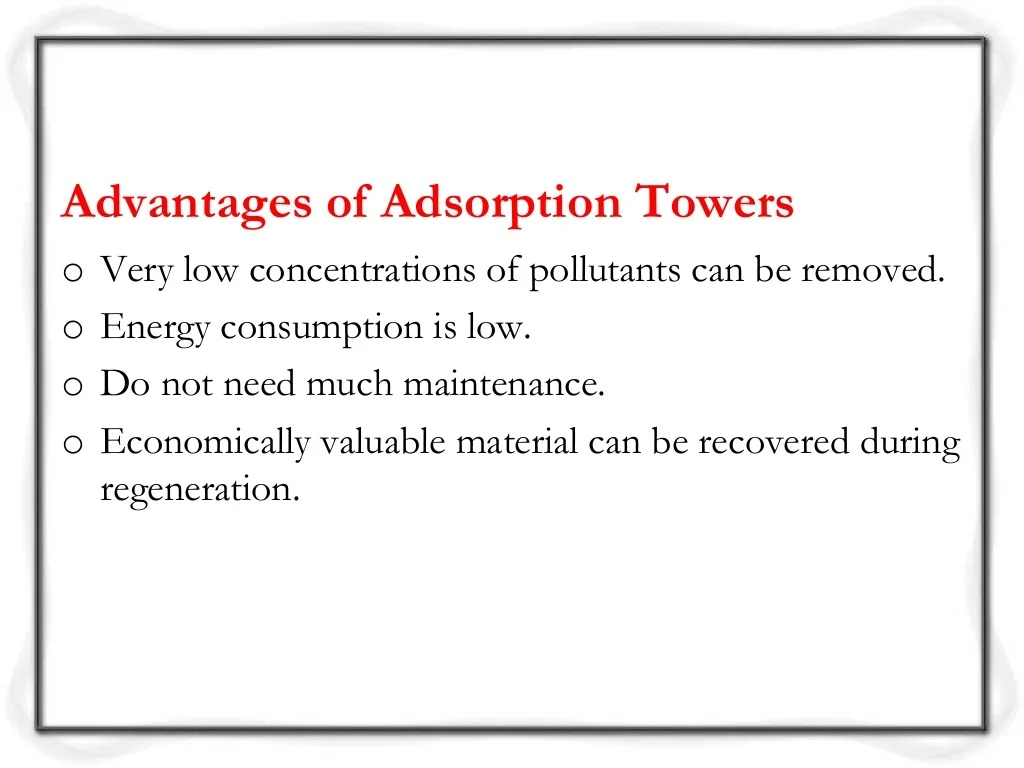 Advantages of Adsorption Towers
o Very low concentrations of pollutants can be removed.
o Energy consumption is low.
o Do not need much maintenance.
o Economically valuable material can be recovered during
regeneration.